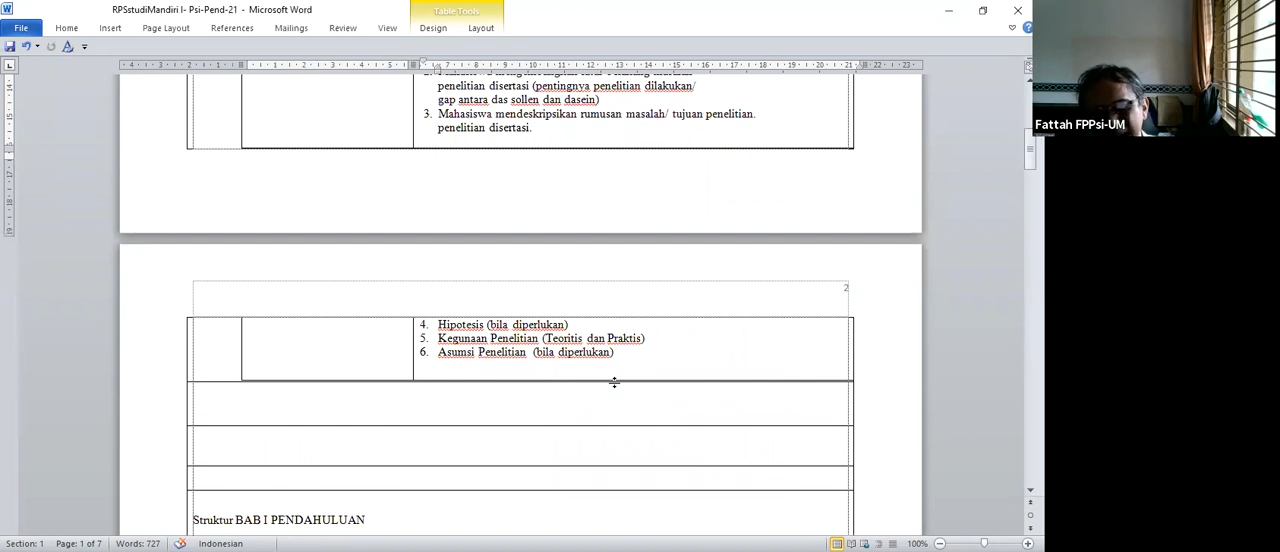 RPSstudiMandiri I- Psi-Pend-21 - Microsoft Word
Table Tools
File Home Insert Page Layout References Mailings Review View Design Layout
penelitian disertasi (pentingnya penelitian dilakukan/
gap antara das sollen dan dasein)
3. Mahasiswa mendeskripsikan rumusan masalah/ tujuan penelitian.
penelitian disertasi.
2
4. Hipotesis (bila diperlukan)
5. Kegunaan Penelitian (Teoritis dan Praktis)
6. Asumsi Penelitian (bila diperlukan)
Struktur BAB I PENDAHULUAN
Section: 1 Page: 1 of 7 Words: 727 Indonesian 100%
Fattah FPPsi-UM